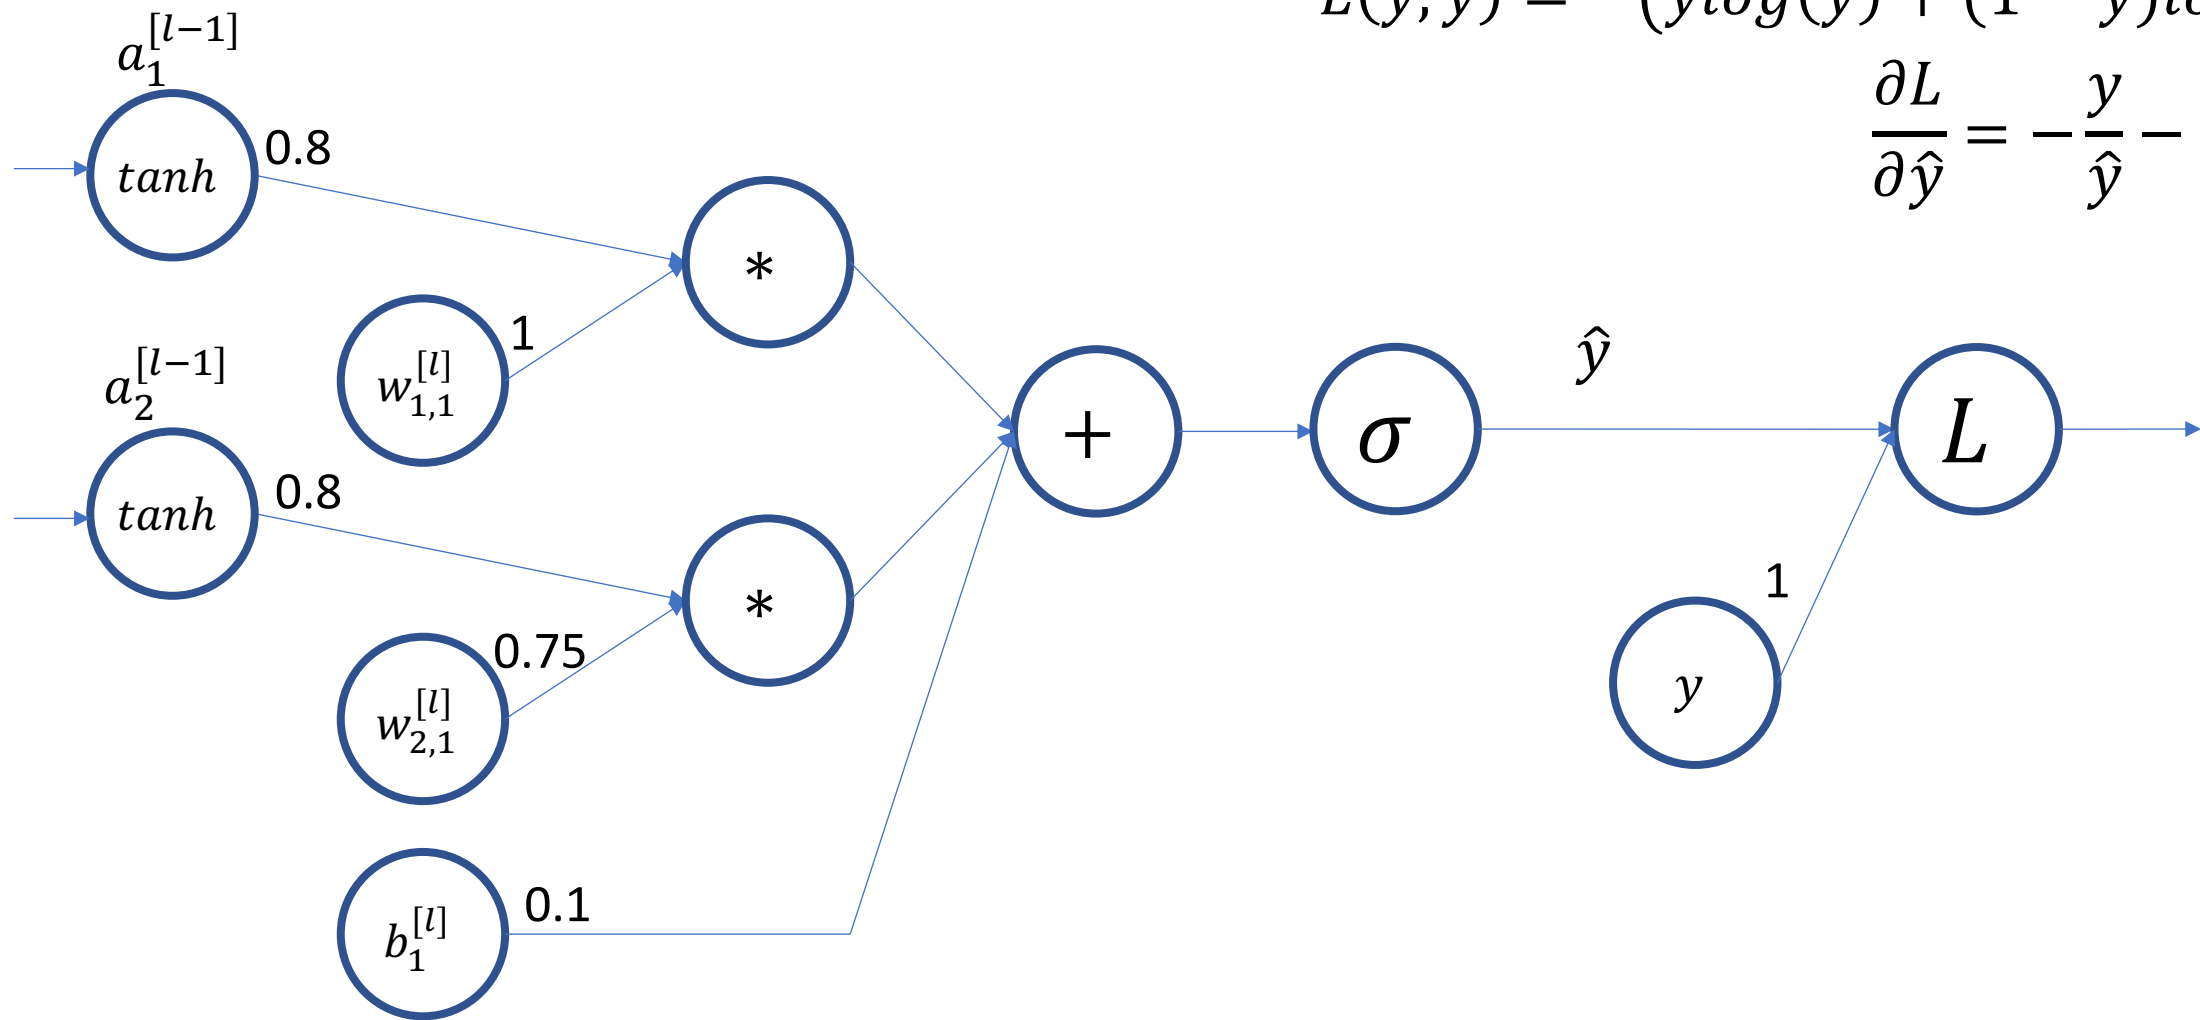 ∂L/∂ŷ = − y/ŷ −
a_1^{[l−1]}
tanh
0.8
*
w_{1,1}^{[l]}
1
a_2^{[l−1]}
tanh
0.8
*
w_{2,1}^{[l]}
0.75
b_1^{[l]}
0.1
+
σ
ŷ
L
y
1